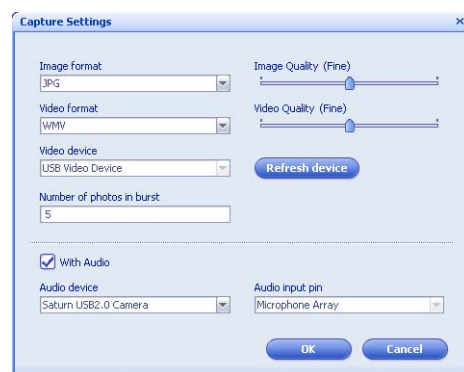 Capture Settings
Image format
JPG
Image Quality (Fine)
Video format
WMV
Video Quality (Fine)
Video device
USB Video Device
Refresh device
Number of photos in burst
5
With Audio
Audio device
Saturn USB2.0 Camera
Audio input pin
Microphone Array
OK
Cancel